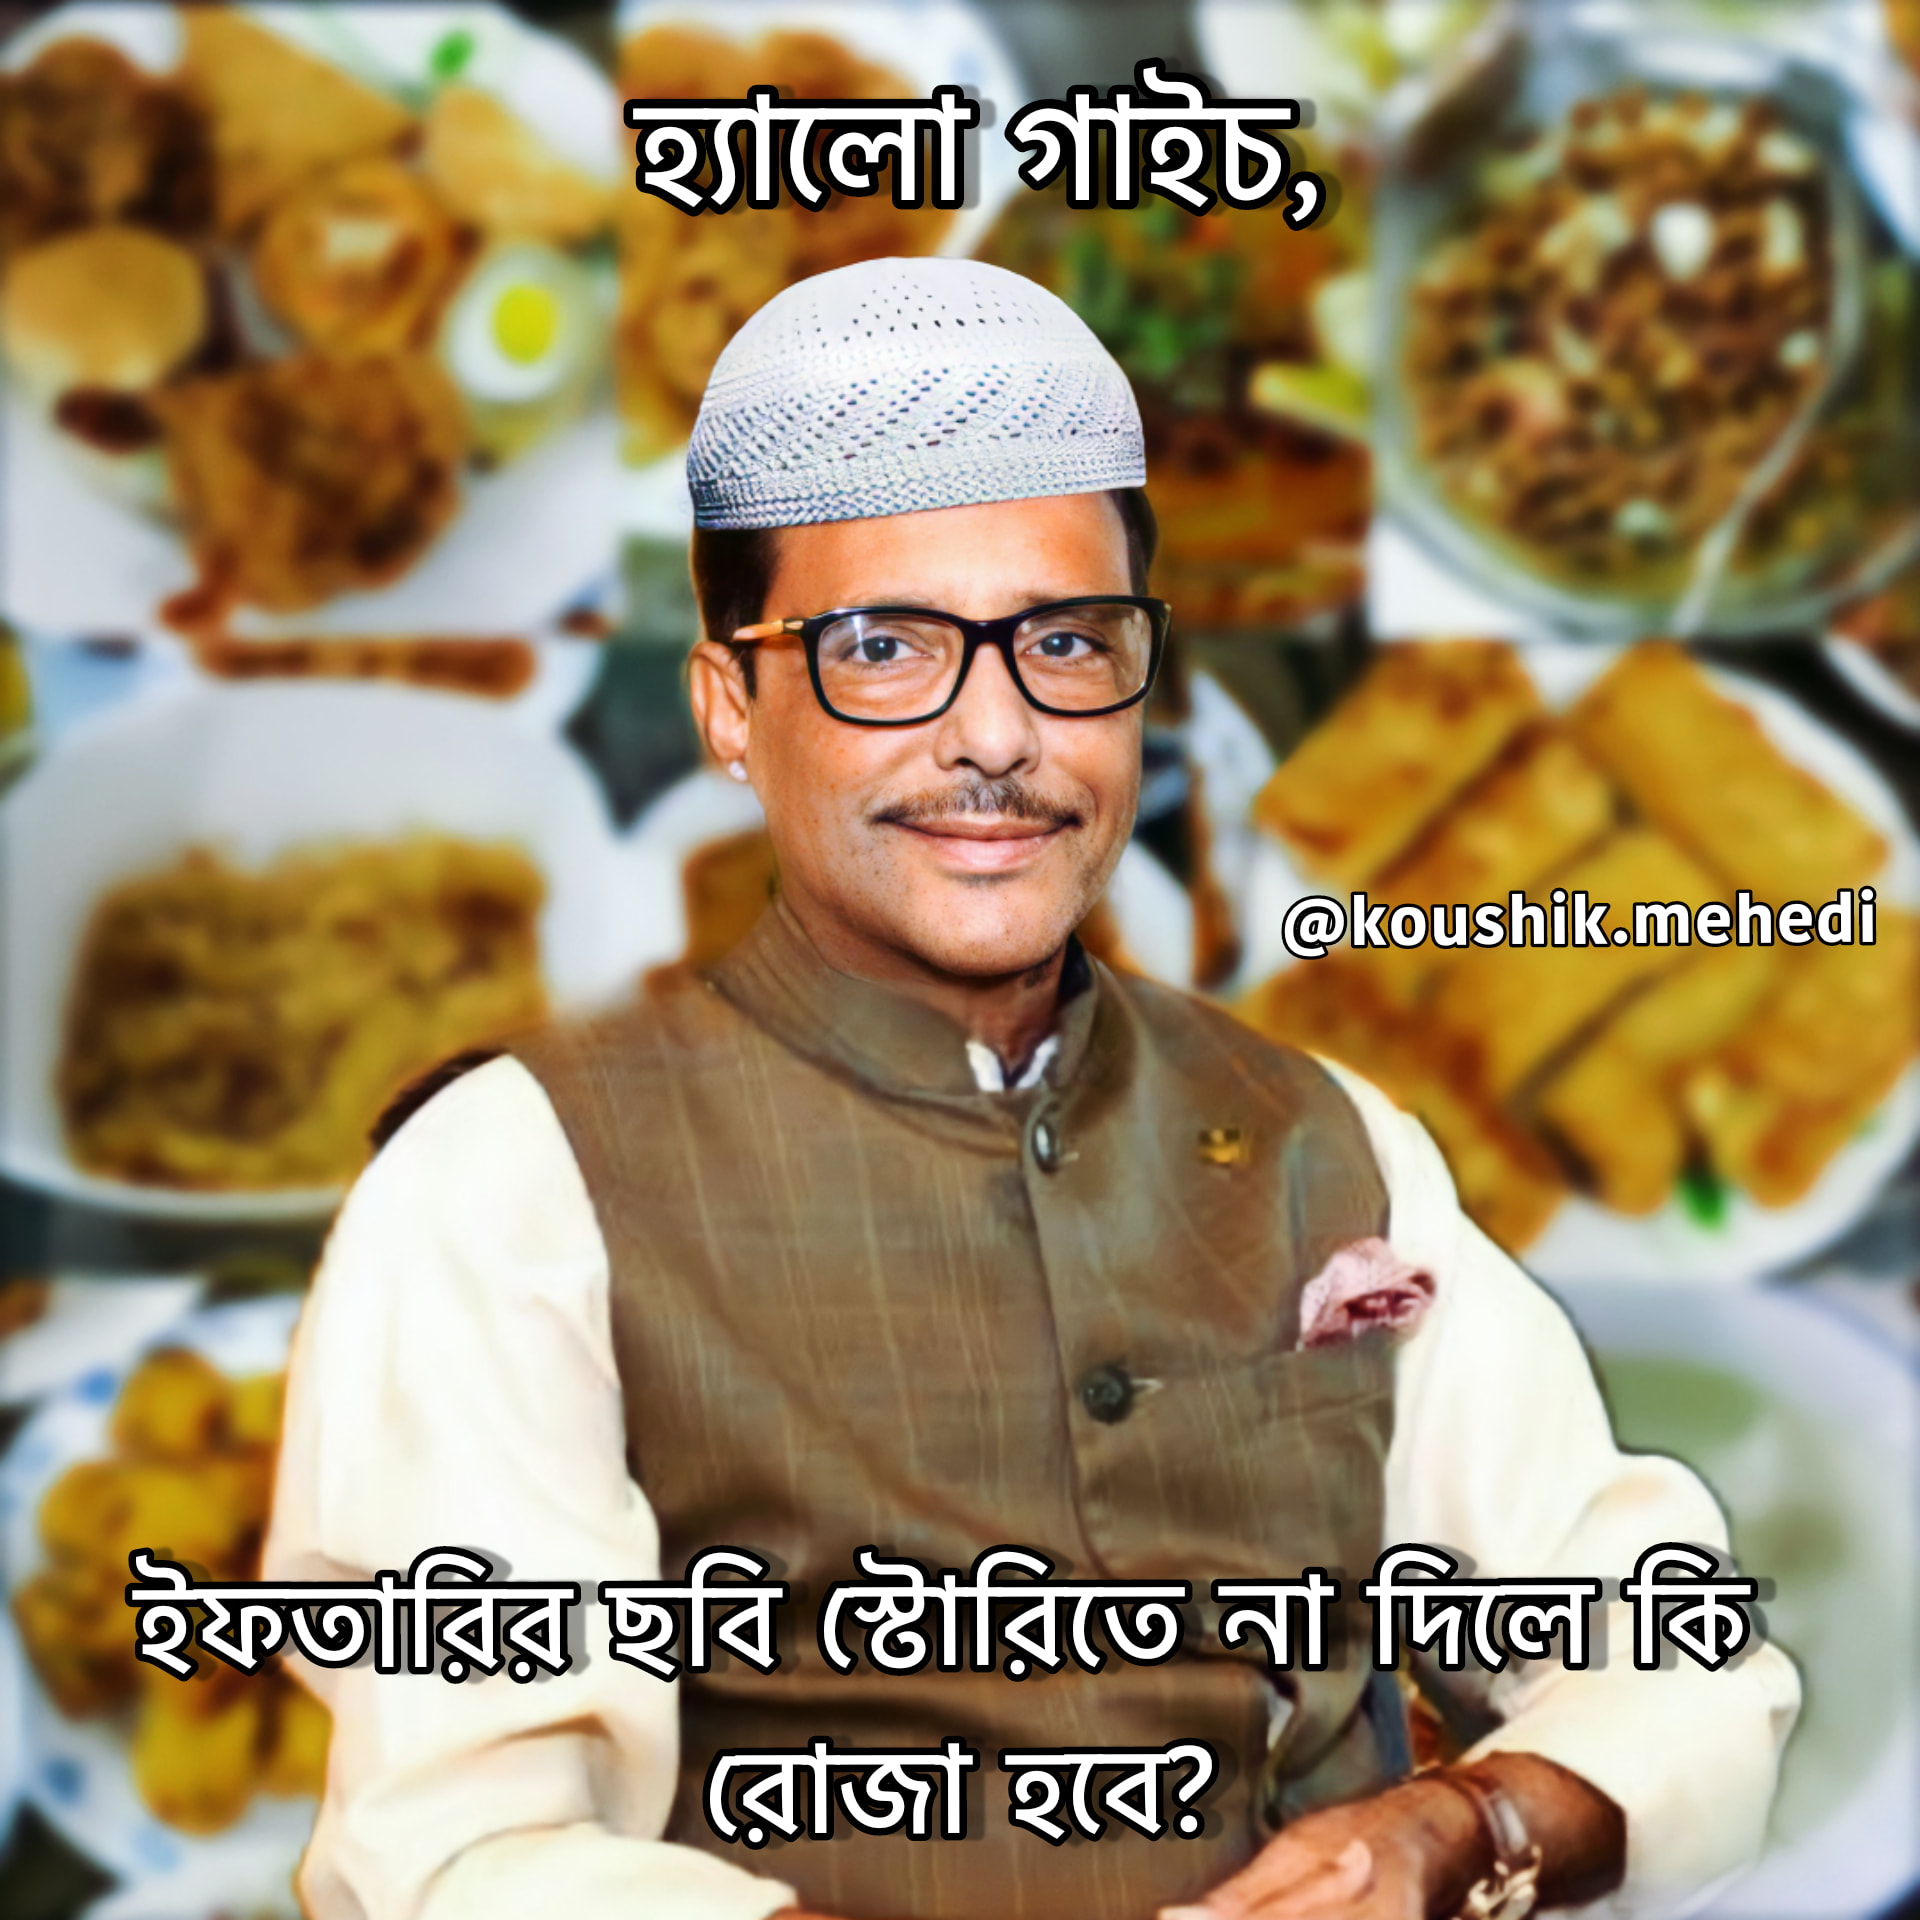 হ্যালো গাইচ,
@koushik.mehedi
ইফতারির ছবি স্টোরিতে না দিলে কি
রোজা হবে?